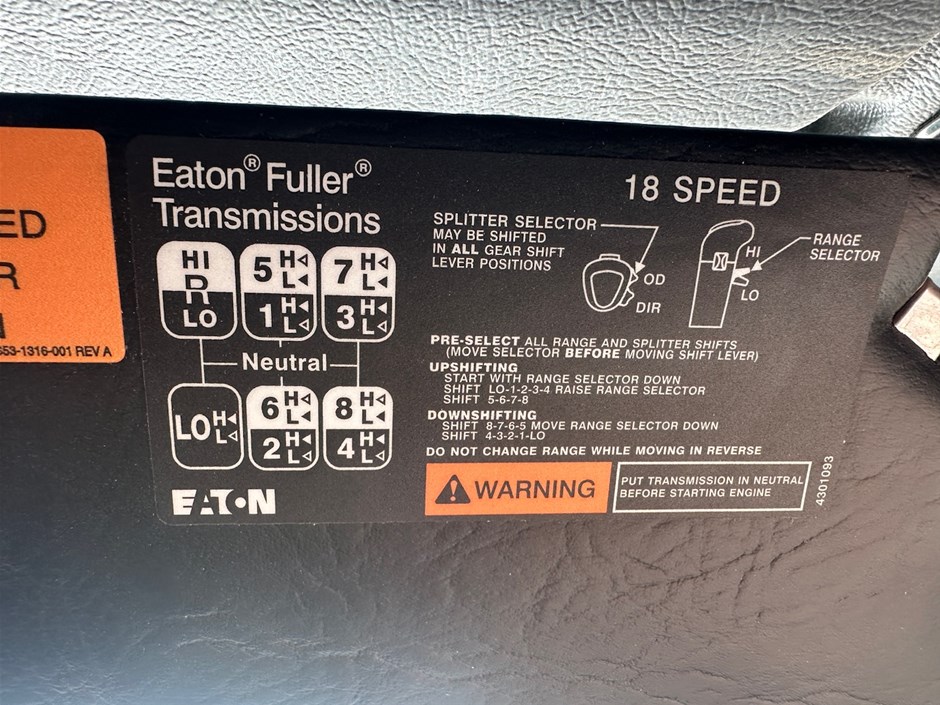 ED
R
653-1316-001 REV A
Eaton® Fuller®
Transmissions
18 SPEED
HI
R
LO
5 H L
1 H L
7 H L
3 H L
Neutral
LO H L
6 H L
2 H L
8 H L
4 H L
EATON
SPLITTER SELECTOR
MAY BE SHIFTED
IN ALL GEAR SHIFT
LEVER POSITIONS
OD
DIR
HI
LO
RANGE
SELECTOR
PRE-SELECT ALL RANGE AND SPLITTER SHIFTS
(MOVE SELECTOR BEFORE MOVING SHIFT LEVER)
UPSHIFTING
START WITH RANGE SELECTOR DOWN
SHIFT LO-1-2-3-4 RAISE RANGE SELECTOR
SHIFT 5-6-7-8
DOWNSHIFTING
SHIFT 8-7-6-5 MOVE RANGE SELECTOR DOWN
SHIFT 4-3-2-1-LO
DO NOT CHANGE RANGE WHILE MOVING IN REVERSE
WARNING
PUT TRANSMISSION IN NEUTRAL
BEFORE STARTING ENGINE
4301093